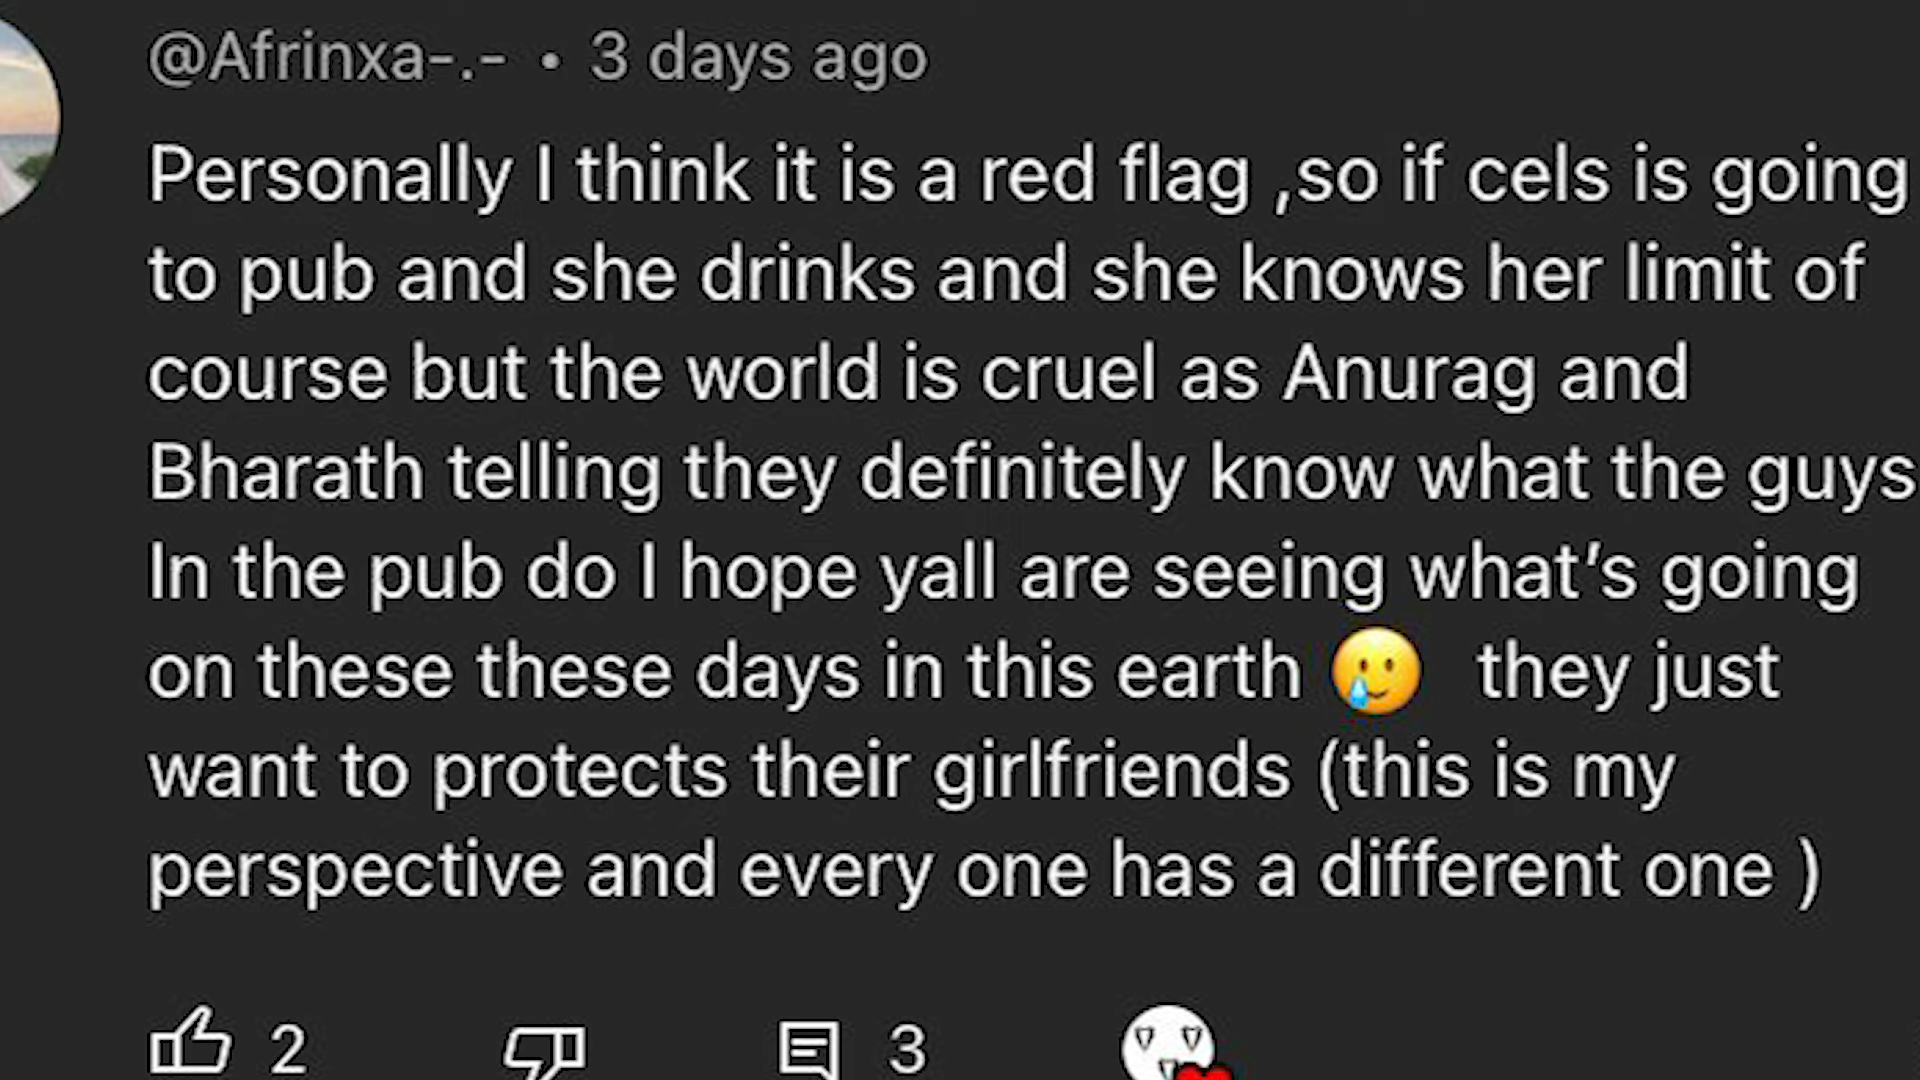 @Afrinxa-.- • 3 days ago
Personally I think it is a red flag ,so if cels is going
to pub and she drinks and she knows her limit of
course but the world is cruel as Anurag and
Bharath telling they definitely know what the guys
In the pub do I hope yall are seeing what’s going
on these these days in this earth 🥲 they just
want to protects their girlfriends (this is my
perspective and every one has a different one )
2 3